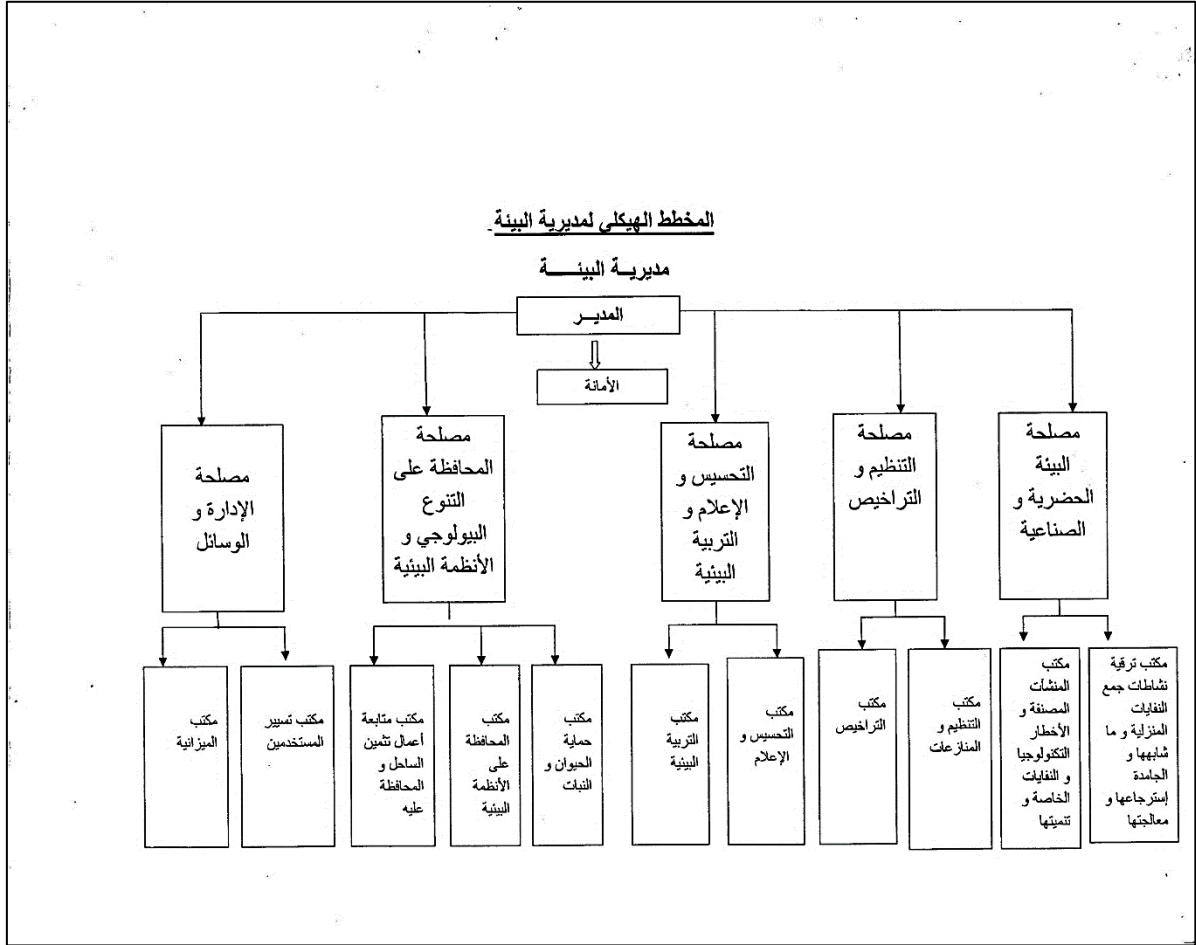 المخطط الهيكلي لمديرية البيئة.
مديريــة البيئـــــة
المديــر
الأمانة
مصلحة
البيئة
الحضرية و
الصناعية
مصلحة
التنظيم و
التراخيص
مصلحة
التحسيس و
الإعلام و
التربية
البيئية
مصلحة
المحافظة على
التنوع
البيولوجي و
الأنظمة البيئية
مصلحة
الإدارة و
الوسائل
مكتب ترقية
نشاطات جمع
النفايات
المنزلية و ما
شابهها و
الجامدة
إسترجاعها و
معالجتها
مكتب
المنشآت
المصنفة و
الأخطار
التكنولوجيا
و النفايات
الخاصة و
تنميتها
مكتب
التنظيم و
المنازعات
مكتب
التراخيص
مكتب
التحسيس و
الإعلام
مكتب
التربية
البيئية
مكتب
حماية
الحيوان و
النبات
مكتب
المحافظة
على
الأنظمة
البيئية
مكتب متابعة
أعمال تثمين
الساحل و
المحافظة
عليه
مكتب تسيير
المستخدمين
مكتب
الميزانية